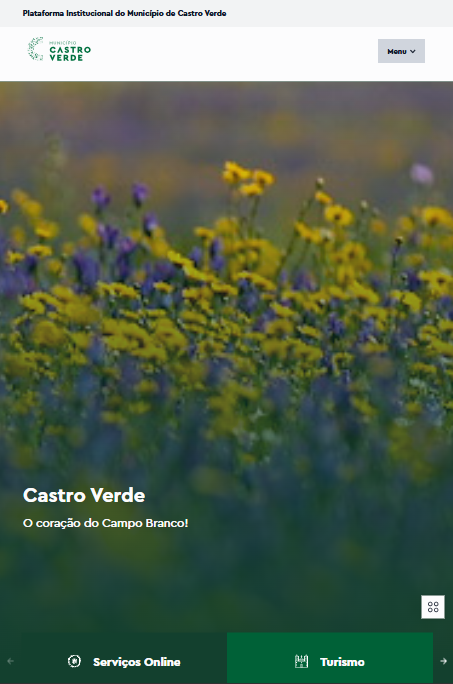 Plataforma Institucional do Município de Castro Verde
MUNICÍPIO
CASTRO
VERDE
Menu
Castro Verde
O coração do Campo Branco!
Serviços Online
Turismo